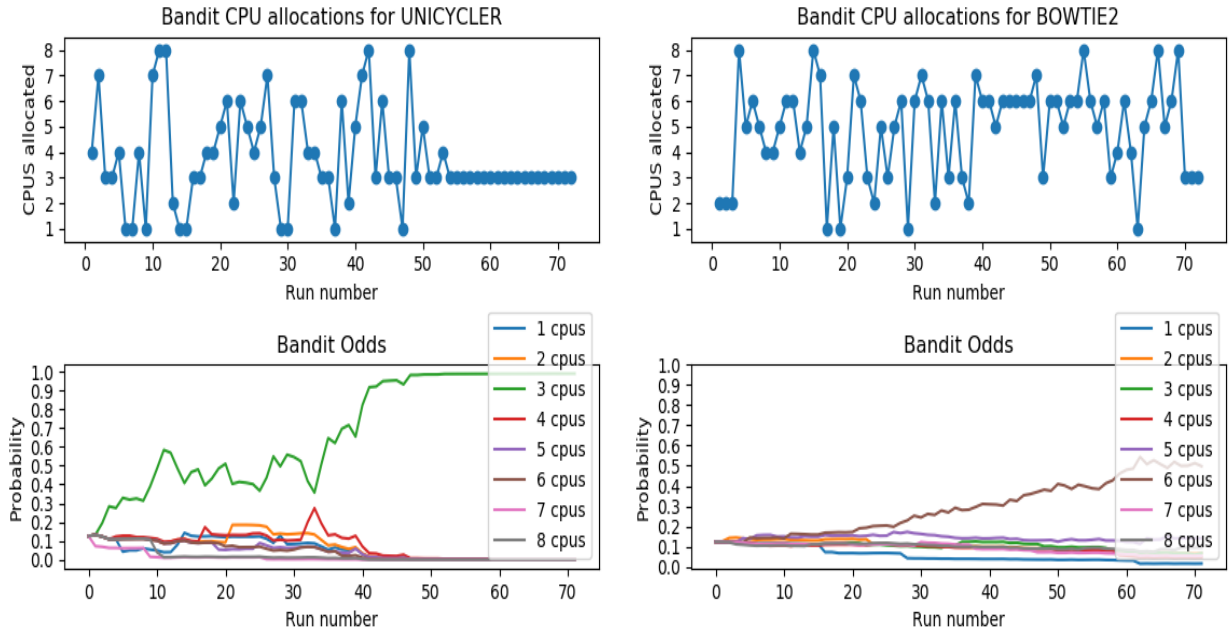 Bandit CPU allocations for UNICYCLER
CPUS allocated
8
7
6
5
4
3
2
1
0 10 20 30 40 50 60 70
Run number
Bandit CPU allocations for BOWTIE2
CPUS allocated
8
7
6
5
4
3
2
1
0 10 20 30 40 50 60 70
Run number
Bandit Odds
Probability
1.0
0.9
0.8
0.7
0.6
0.5
0.4
0.3
0.2
0.1
0.0
0 10 20 30 40 50 60 70
Run number
1 cpus
2 cpus
3 cpus
4 cpus
5 cpus
6 cpus
7 cpus
8 cpus
Bandit Odds
Probability
1.0
0.9
0.8
0.7
0.6
0.5
0.4
0.3
0.2
0.1
0.0
0 10 20 30 40 50 60 70
Run number
1 cpus
2 cpus
3 cpus
4 cpus
5 cpus
6 cpus
7 cpus
8 cpus